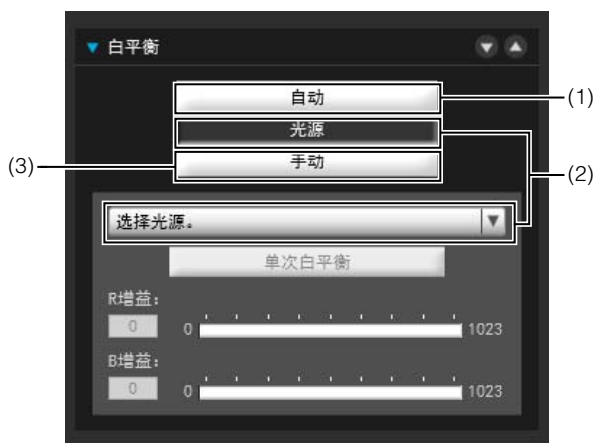 白平衡
自动
(1)
光源
手动
(3)
(2)
选择光源。
单次白平衡
R增益：
0
0
1023
B增益：
0
0
1023